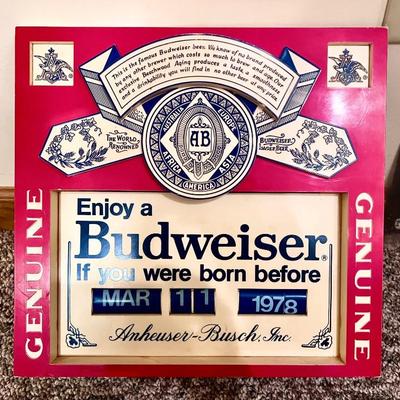 This is the famous Budweiser beer. We know of no brand produced
by any other brewer which costs so much to brew and age. Our
exclusive Beechwood Aging produces a taste, a smoothness
and a drinkability you will find in no other beer at any price.
THE WORLD
RENOWNED
AB
AMERICA
BUDWEISER
LAGER BEER
GENUINE
Enjoy a
Budweiser®
If you were born before
MAR 11 1978
Anheuser-Busch, Inc.
GENUINE